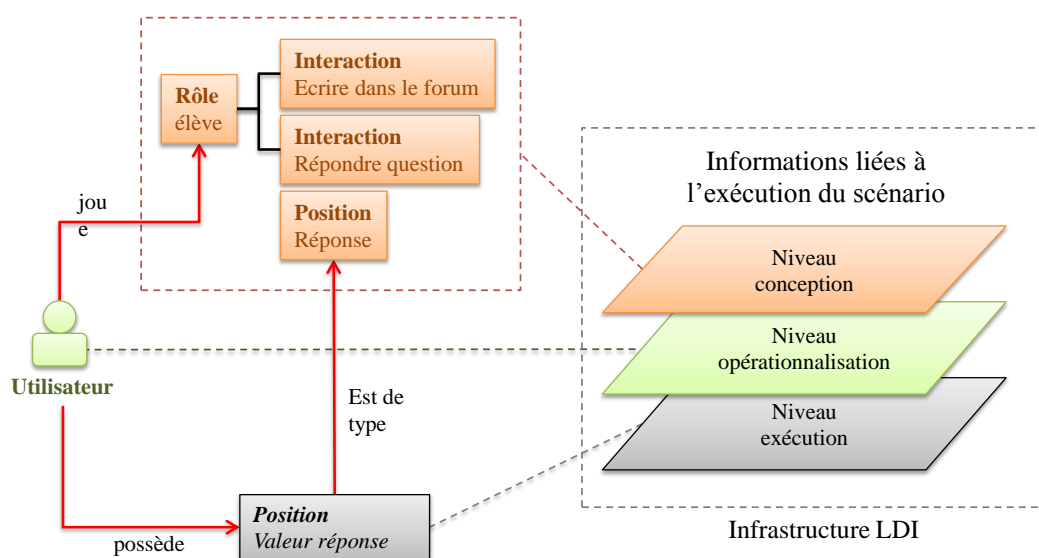 Interaction
Ecrire dans le forum
Rôle
élève
Interaction
Répondre question
Position
Réponse
jou
e
Utilisateur
Est de
type
possède
Position
Valeur réponse
Informations liées à
l’exécution du scénario
Niveau
conception
Niveau
opérationnalisation
Niveau
exécution
Infrastructure LDI